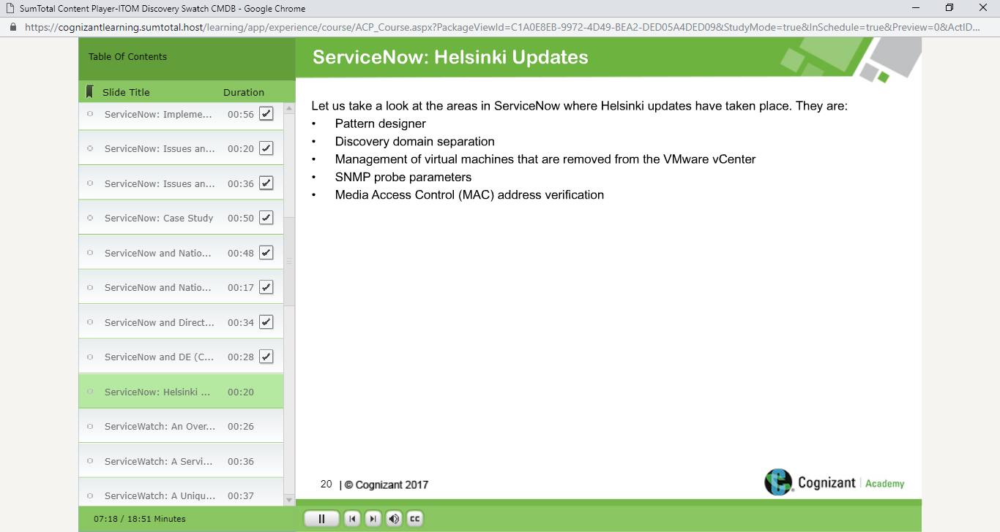 SumTotal Content Player-ITOM Discovery Swatch CMDB - Google Chrome
https://cognizantlearning.sumtotal.host/learning/app/experience/course/ACP_Course.aspx?PackageViewId=C1A0E8EB-9972-4D49-BEA2-DED05A4DED09&StudyMode=true&InSchedule=true&Preview=0&ActID...
Table Of Contents
Slide Title Duration
ServiceNow: Impleme... 00:56
ServiceNow: Issues an... 00:20
ServiceNow: Issues an... 00:36
ServiceNow: Case Study 00:50
ServiceNow and Natio... 00:48
ServiceNow and Natio... 00:17
ServiceNow and Direct... 00:34
ServiceNow and DE (C... 00:28
ServiceNow: Helsinki ... 00:20
ServiceWatch: An Over... 00:26
ServiceWatch: A Servi... 00:36
ServiceWatch: A Uniqu... 00:37
07:18 / 18:51 Minutes
ServiceNow: Helsinki Updates
Let us take a look at the areas in ServiceNow where Helsinki updates have taken place. They are:
• Pattern designer
• Discovery domain separation
• Management of virtual machines that are removed from the VMware vCenter
• SNMP probe parameters
• Media Access Control (MAC) address verification
20 | © Cognizant 2017
Cognizant | Academy
CC